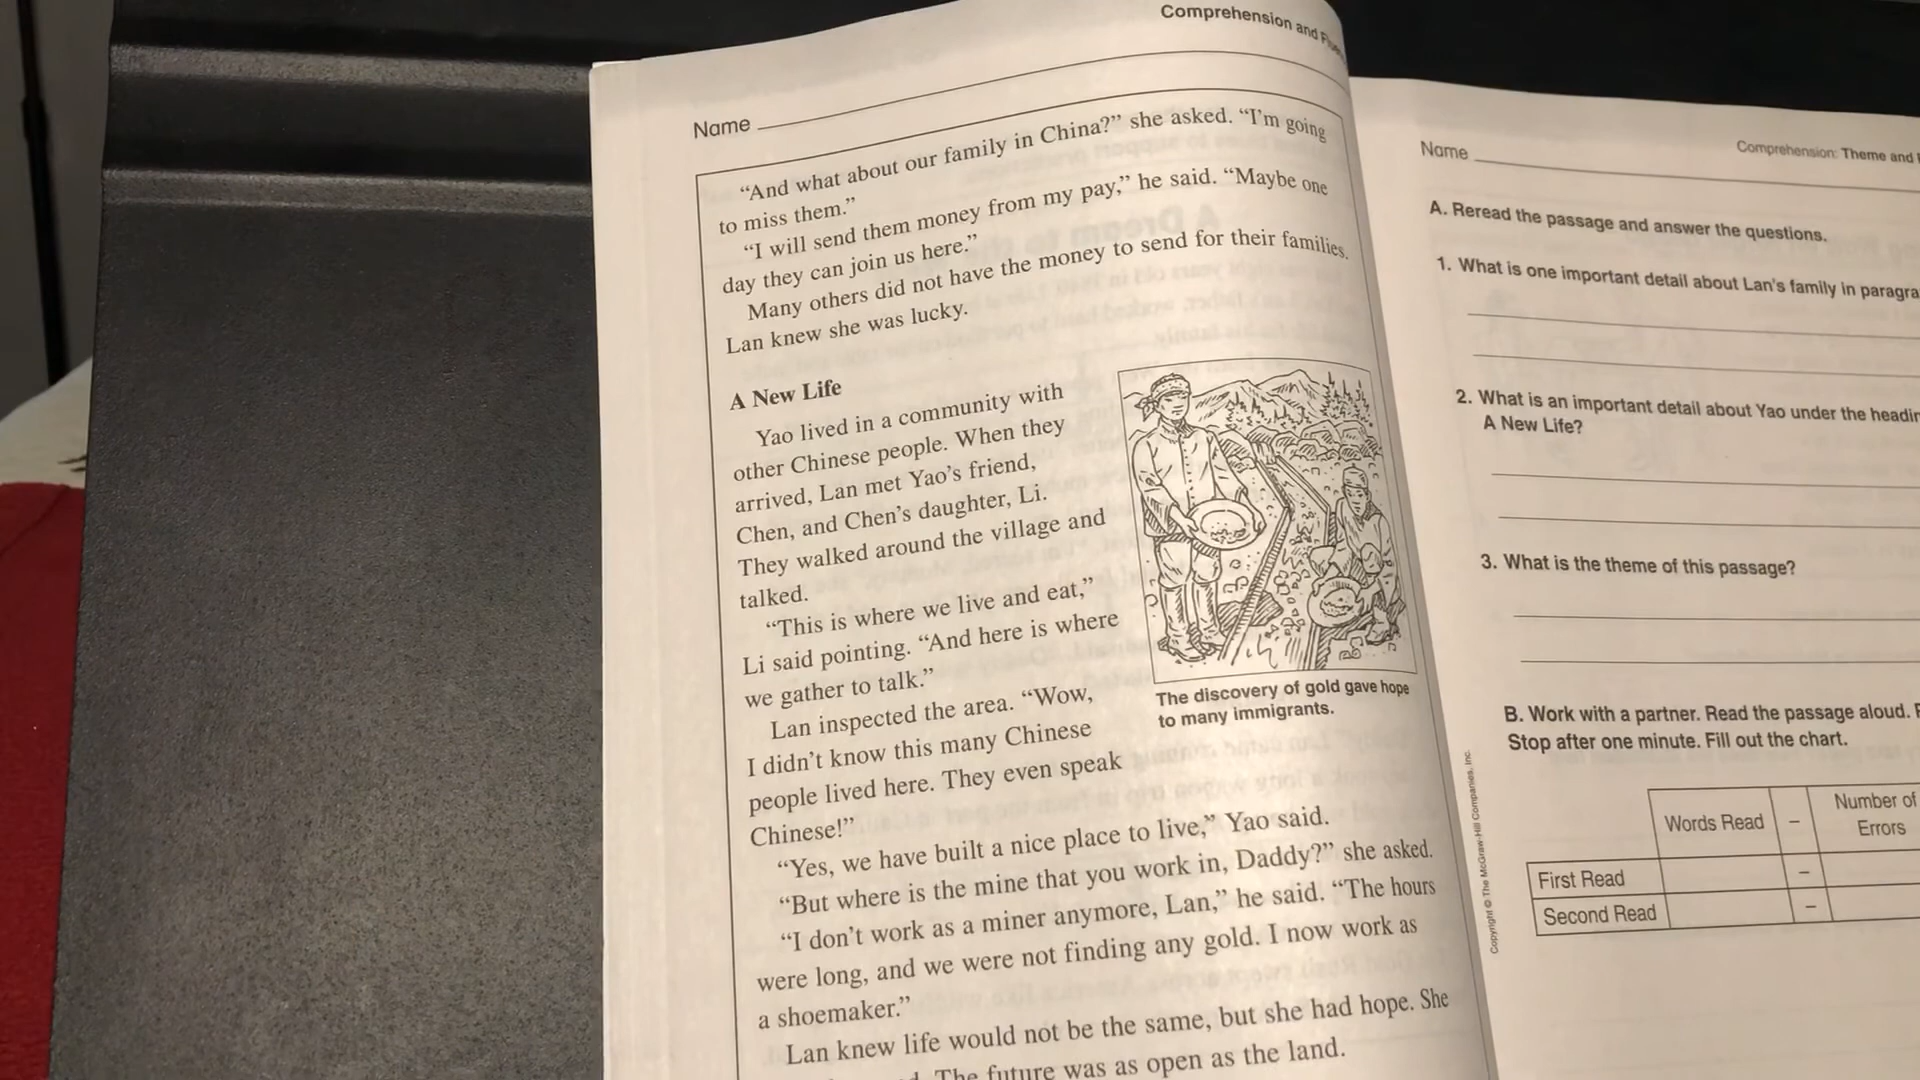 Comprehension and
Name
“And what about our family in China?” she asked. “I'm going
to miss them.”
“I will send them money from my pay,” he said. “Maybe one
day they can join us here.”
Many others did not have the money to send for their families.
Lan knew she was lucky.
A New Life
Yao lived in a community with
other Chinese people. When they
arrived, Lan met Yao's friend,
Chen, and Chen's daughter, Li.
They walked around the village and
talked.
“This is where we live and eat,”
Li said pointing. “And here is where
we gather to talk.”
Lan inspected the area. “Wow,
I didn't know this many Chinese
people lived here. They even speak
Chinese!”
The discovery of gold gave hope
to many immigrants.
“Yes, we have built a nice place to live,” Yao said.
“But where is the mine that you work in, Daddy?” she asked.
“I don't work as a miner anymore, Lan,” he said. “The hours
were long, and we were not finding any gold. I now work as
a shoemaker.”
Lan knew life would not be the same, but she had hope. She
The future was as open as the land.
Comprehension: Theme and
Name
A. Reread the passage and answer the questions.
1. What is one important detail about Lan's family in
2. What is an important detail about Yao under the
A New Life?
3. What is the theme of this passage?
B. Work with a partner. Read the passage aloud.
Stop after one minute. Fill out the chart.
Words Read – Number of
Errors
First Read –
Second Read –
Copyright © The McGraw-Hill Companies, Inc.